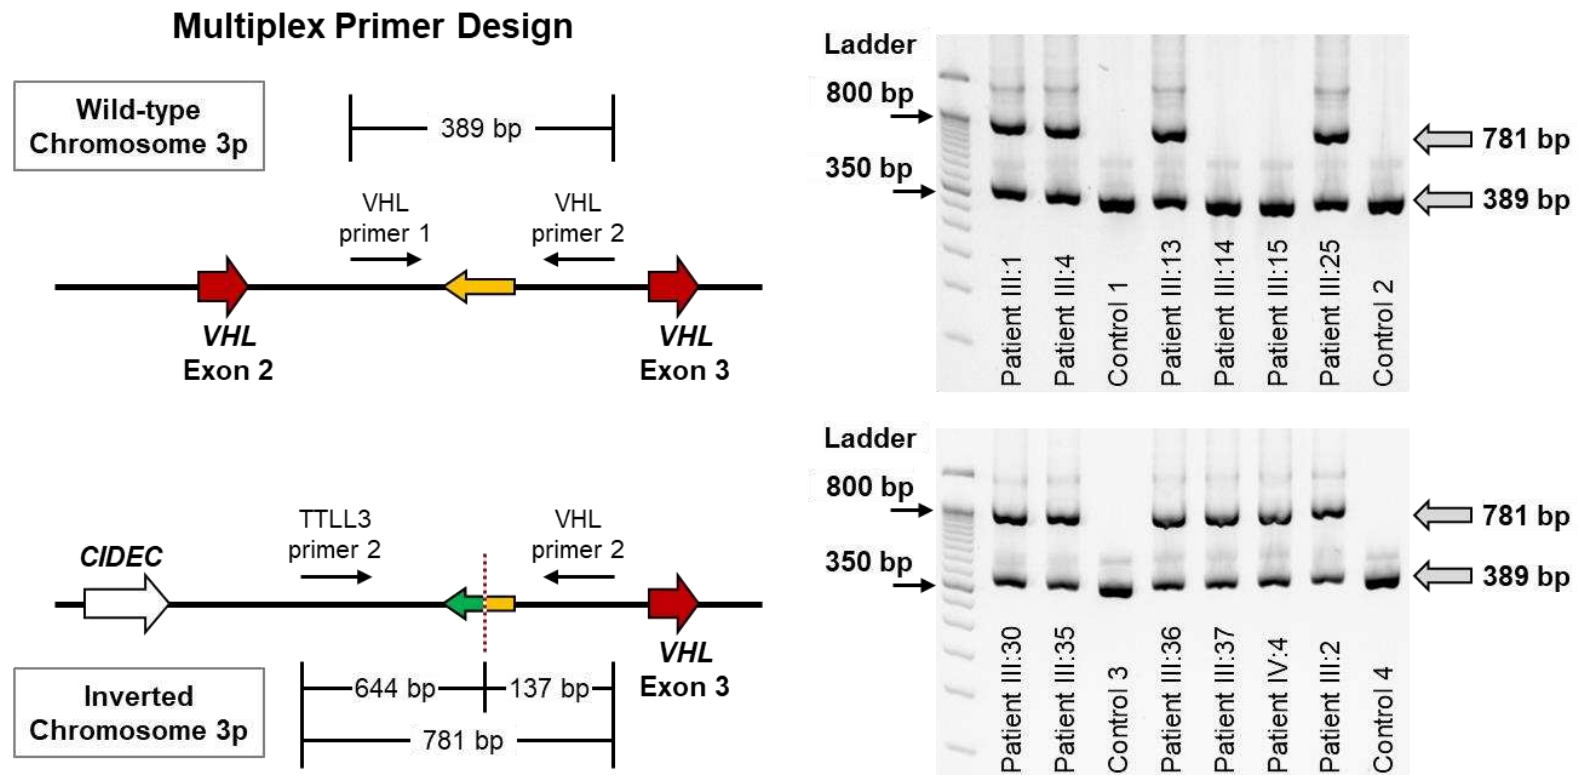 Multiplex Primer Design
Wild-type
Chromosome 3p
389 bp
VHL
primer 1
VHL
primer 2
VHL
Exon 2
VHL
Exon 3
CIDEC
TTLL3
primer 2
VHL
primer 2
VHL
Exon 3
Inverted
Chromosome 3p
644 bp
137 bp
781 bp
Ladder
800 bp
350 bp
781 bp
389 bp
Patient III:1
Patient III:4
Control 1
Patient III:13
Patient III:14
Patient III:15
Patient III:25
Control 2
Ladder
800 bp
350 bp
781 bp
389 bp
Patient III:30
Patient III:35
Control 3
Patient III:36
Patient III:37
Patient IV:4
Patient III:2
Control 4